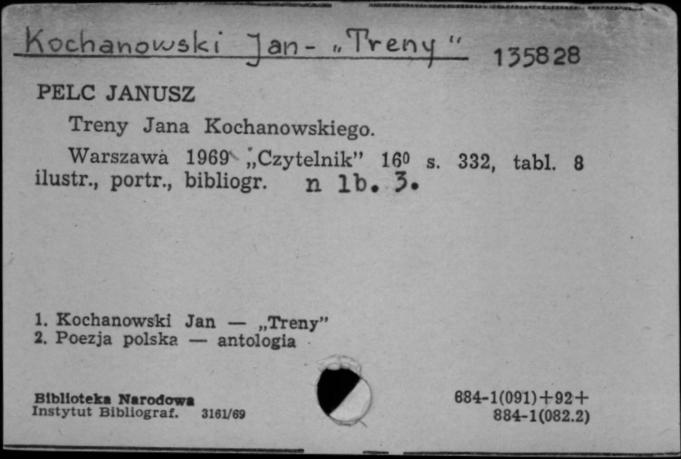 Kochanowski Jan - „Treny"
135828
PELC JANUSZ
Treny Jana Kochanowskiego.
Warszawa 1969 „Czytelnik” 16⁰ s. 332, tabl. 8
ilustr., portr., bibliogr. n lb. 3.
1. Kochanowski Jan — „Treny”
2. Poezja polska — antologia
Biblioteka Narodowa
Instytut Bibliograf. 3161/69
684-1(091)+92+
884-1(082.2)